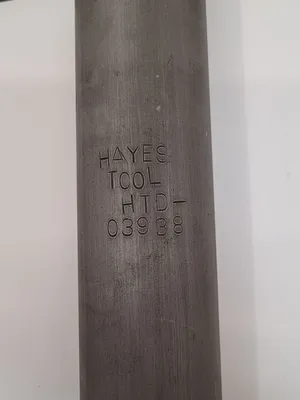 HAYES
TOOL
HTD-
03938